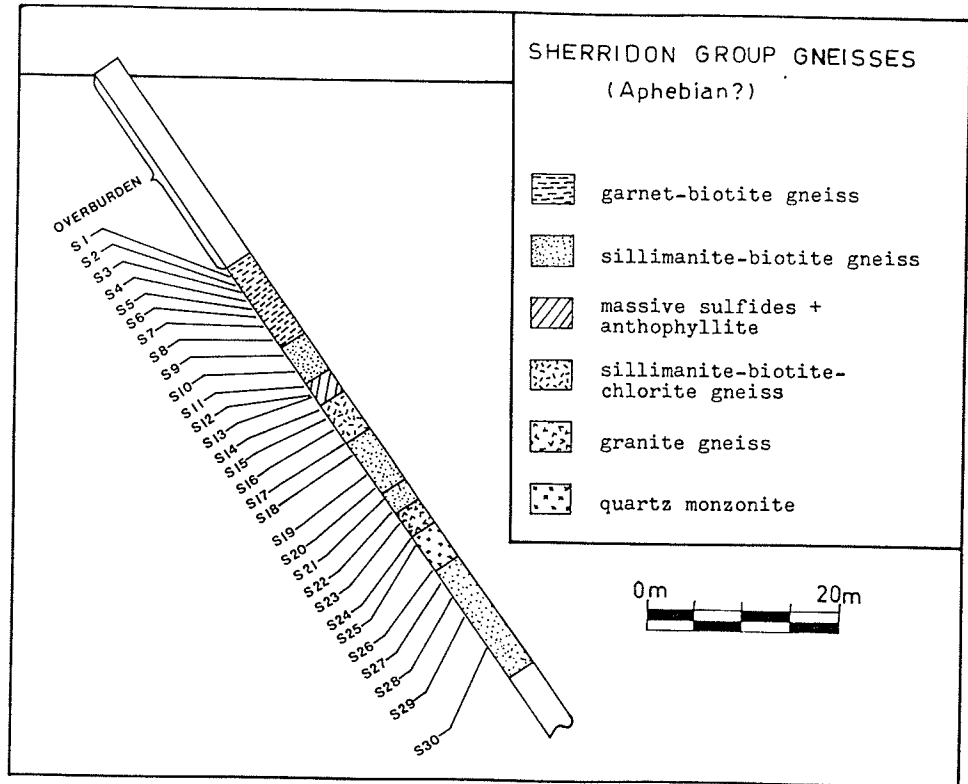 SHERRIDON GROUP GNEISSES
(Aphebian?)
garnet-biotite gneiss
sillimanite-biotite gneiss
massive sulfides +
anthophyllite
sillimanite-biotite-
chlorite gneiss
granite gneiss
quartz monzonite
0m 20m
OVERBURDEN
S1
S2
S3
S4
S5
S6
S7
S8
S9
S10
S11
S12
S13
S14
S15
S16
S17
S18
S19
S20
S21
S22
S23
S24
S25
S26
S27
S28
S29
S30